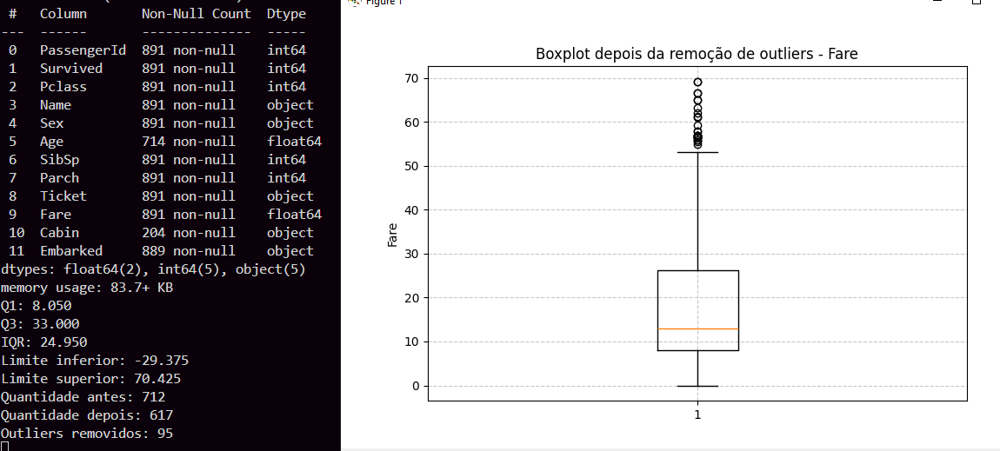 #   Column       Non-Null Count  Dtype
---  ------       --------------  -----
0   PassengerId  891 non-null    int64
1   Survived     891 non-null    int64
2   Pclass       891 non-null    int64
3   Name         891 non-null    object
4   Sex          891 non-null    object
5   Age          714 non-null    float64
6   SibSp        891 non-null    int64
7   Parch        891 non-null    int64
8   Ticket       891 non-null    object
9   Fare         891 non-null    float64
10  Cabin        204 non-null    object
11  Embarked     889 non-null    object
dtypes: float64(2), int64(5), object(5)
memory usage: 83.7+ KB
Q1: 8.050
Q3: 33.000
IQR: 24.950
Limite inferior: -29.375
Limite superior: 70.425
Quantidade antes: 712
Quantidade depois: 617
Outliers removidos: 95
Figure 1
Boxplot depois da remoção de outliers - Fare
70
60
50
40
30
20
10
0
Fare
1